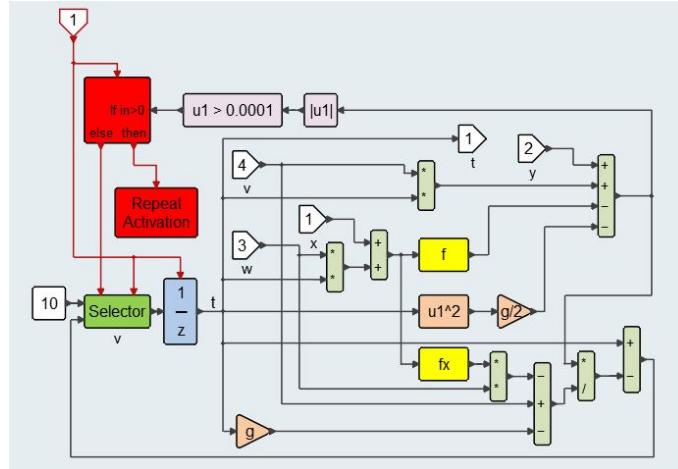 1
If in>0
else then
u1 > 0.0001
|u1|
1
t
4
v
2
y
*
*
+
+
−
−
Repeat
Activation
1
x
3
w
*
*
+
+
f
10
Selector
v
1
z
t
u1^2
g/2
fx
*
*
−
+
−
*
/
+
−
g